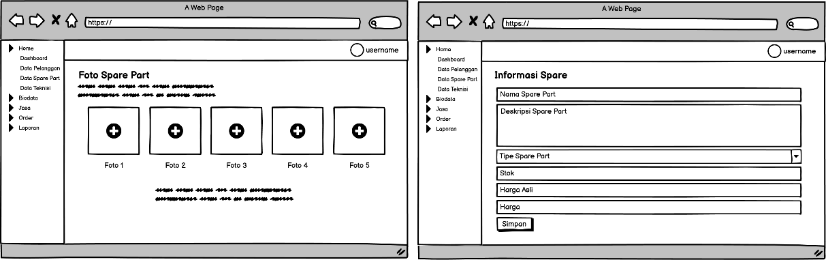 A Web Page
https://
username
Home
Dashboard
Data Pelanggan
Data Spare Part
Data Teknisi
Biodata
Jasa
Order
Laporan
Foto Spare Part
Foto 1
Foto 2
Foto 3
Foto 4
Foto 5
A Web Page
https://
username
Home
Dashboard
Data Pelanggan
Data Spare Part
Data Teknisi
Biodata
Jasa
Order
Laporan
Informasi Spare
Nama Spare Part
Deskripsi Spare Part
Tipe Spare Part
Stok
Harga Asli
Harga
Simpan